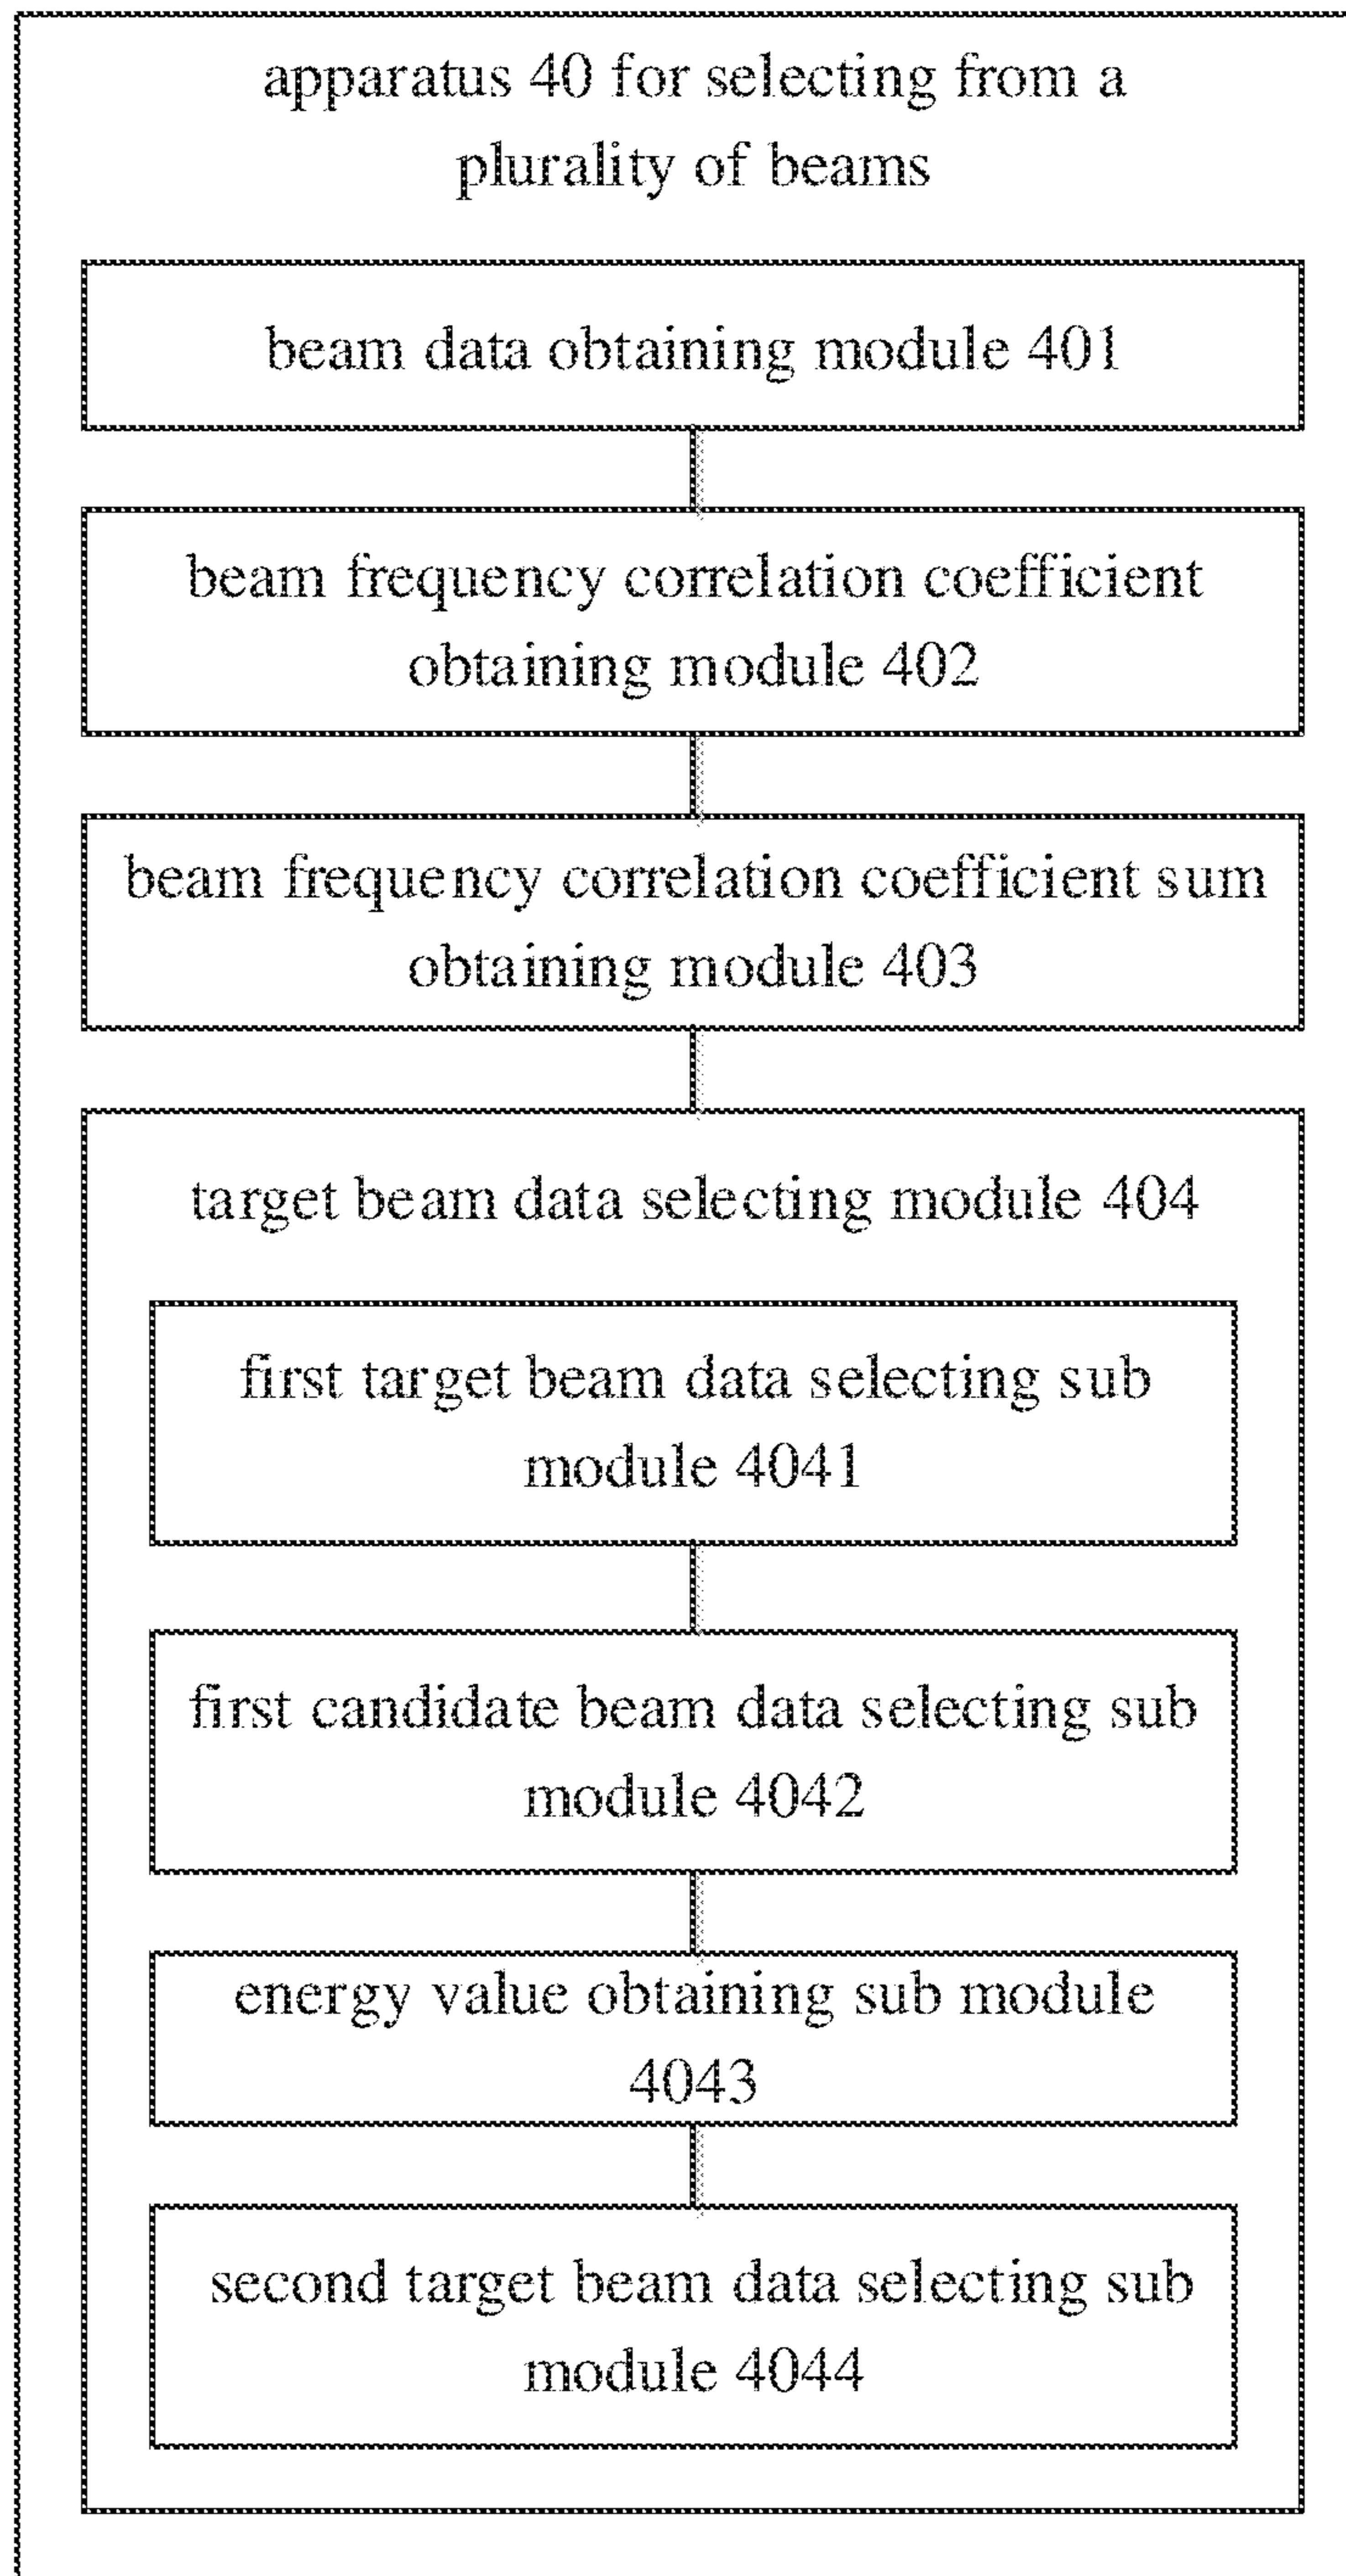 apparatus 40 for selecting from a
plurality of beams
beam data obtaining module 401
beam frequency correlation coefficient
obtaining module 402
beam frequency correlation coefficient sum
obtaining module 403
target beam data selecting module 404
first target beam data selecting sub
module 4041
first candidate beam data selecting sub
module 4042
energy value obtaining sub module
4043
second target beam data selecting sub
module 4044